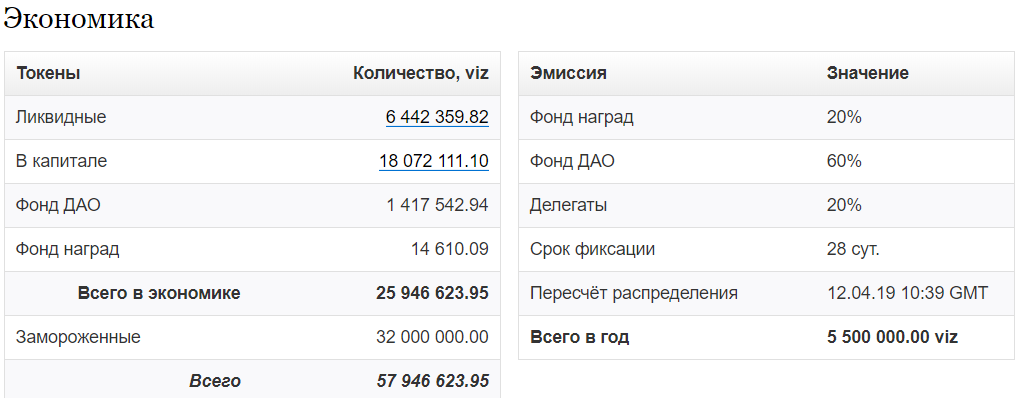 Экономика
Токены Количество, viz
Ликвидные 6 442 359.82
В капитале 18 072 111.10
Фонд ДАО 1 417 542.94
Фонд наград 14 610.09
Всего в экономике 25 946 623.95
Замороженные 32 000 000.00
Всего 57 946 623.95
Эмиссия Значение
Фонд наград 20%
Фонд ДАО 60%
Делегаты 20%
Срок фиксации 28 сут.
Пересчёт распределения 12.04.19 10:39 GMT
Всего в год 5 500 000.00 viz